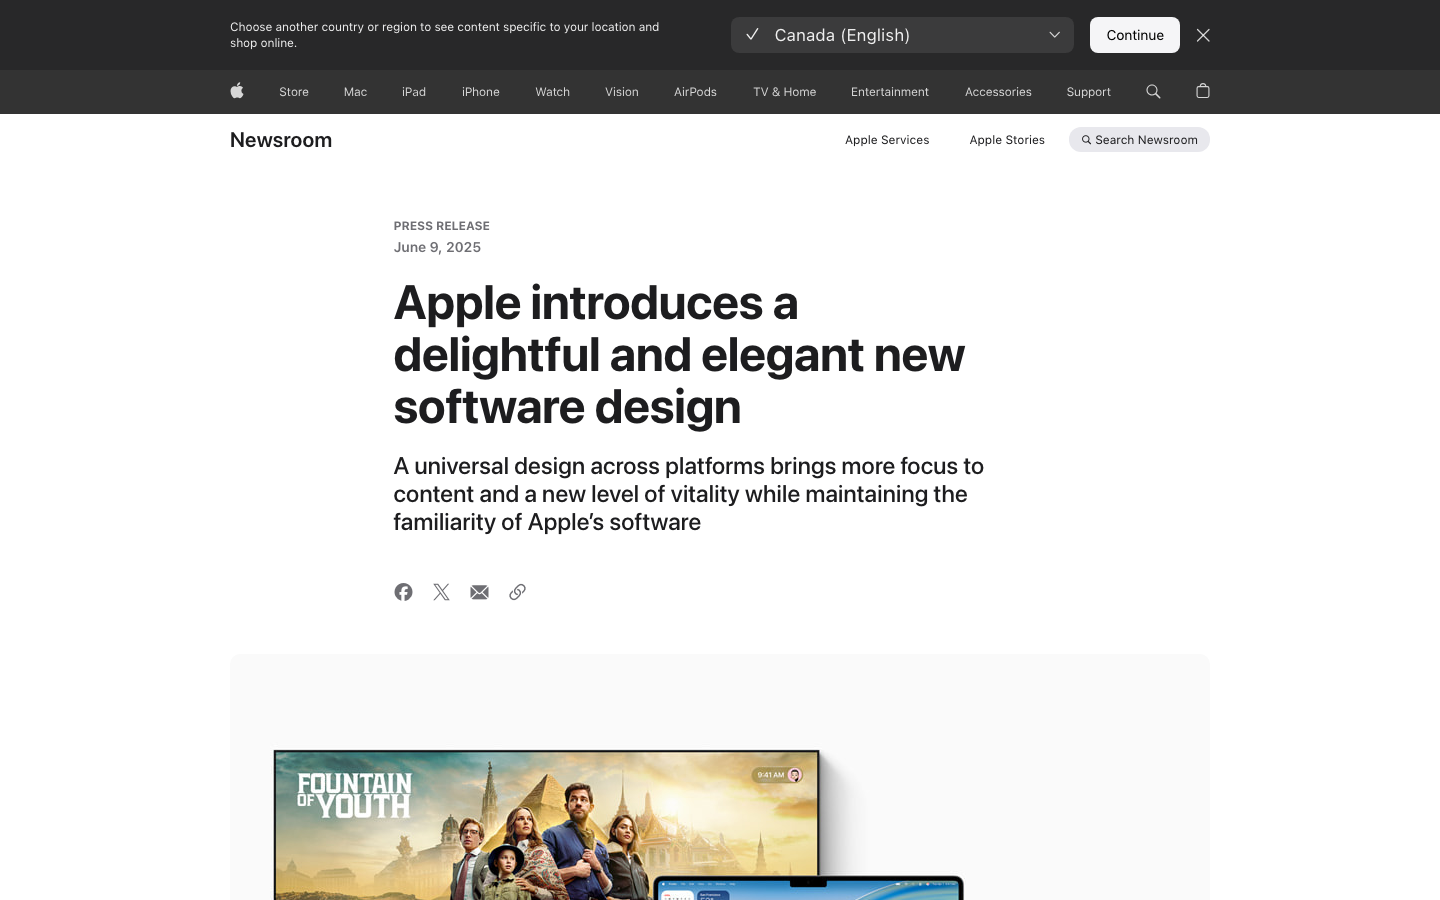 Choose another country or region to see content specific to your location and
shop online.
Canada (English)
Continue
Store
Mac
iPad
iPhone
Watch
Vision
AirPods
TV & Home
Entertainment
Accessories
Support
Newsroom
Apple Services
Apple Stories
Search Newsroom
PRESS RELEASE
June 9, 2025
Apple introduces a
delightful and elegant new
software design
A universal design across platforms brings more focus to
content and a new level of vitality while maintaining the
familiarity of Apple’s software
FOUNTAIN
OF YOUTH
9:41 AM